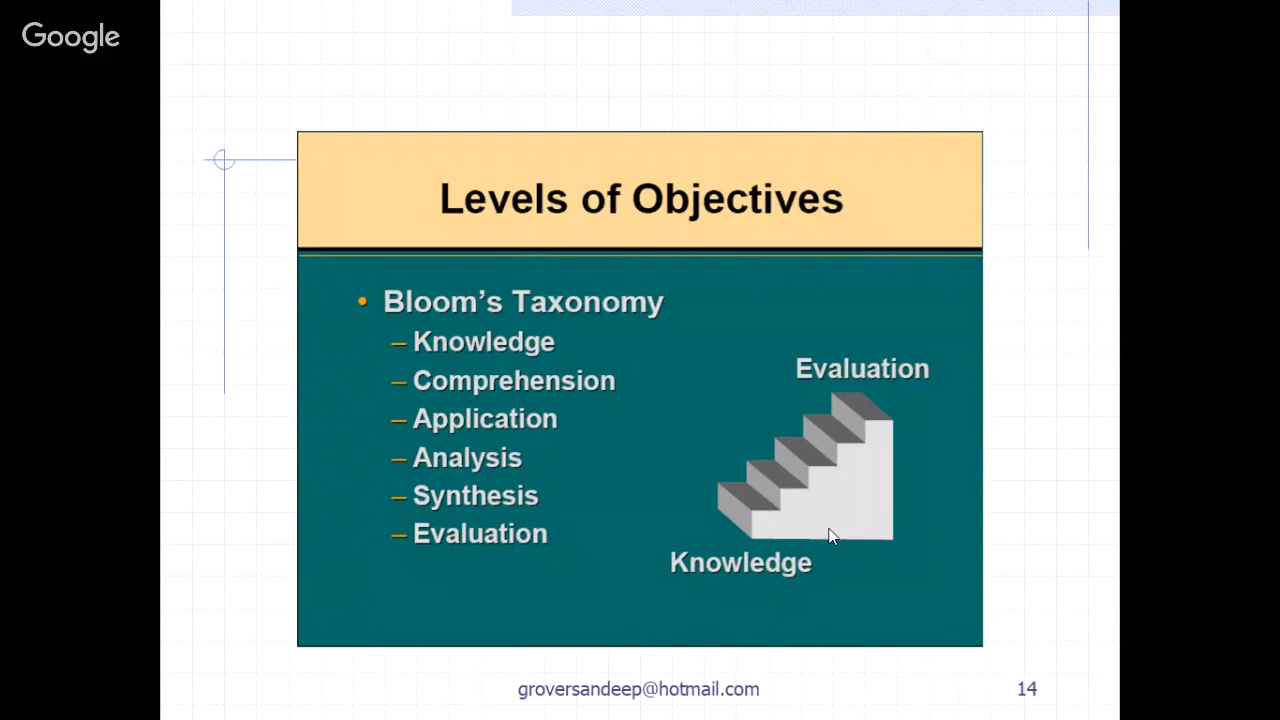 Google
Levels of Objectives
• Bloom's Taxonomy
– Knowledge
– Comprehension
– Application
– Analysis
– Synthesis
– Evaluation
Evaluation
Knowledge
groversandeep@hotmail.com
14